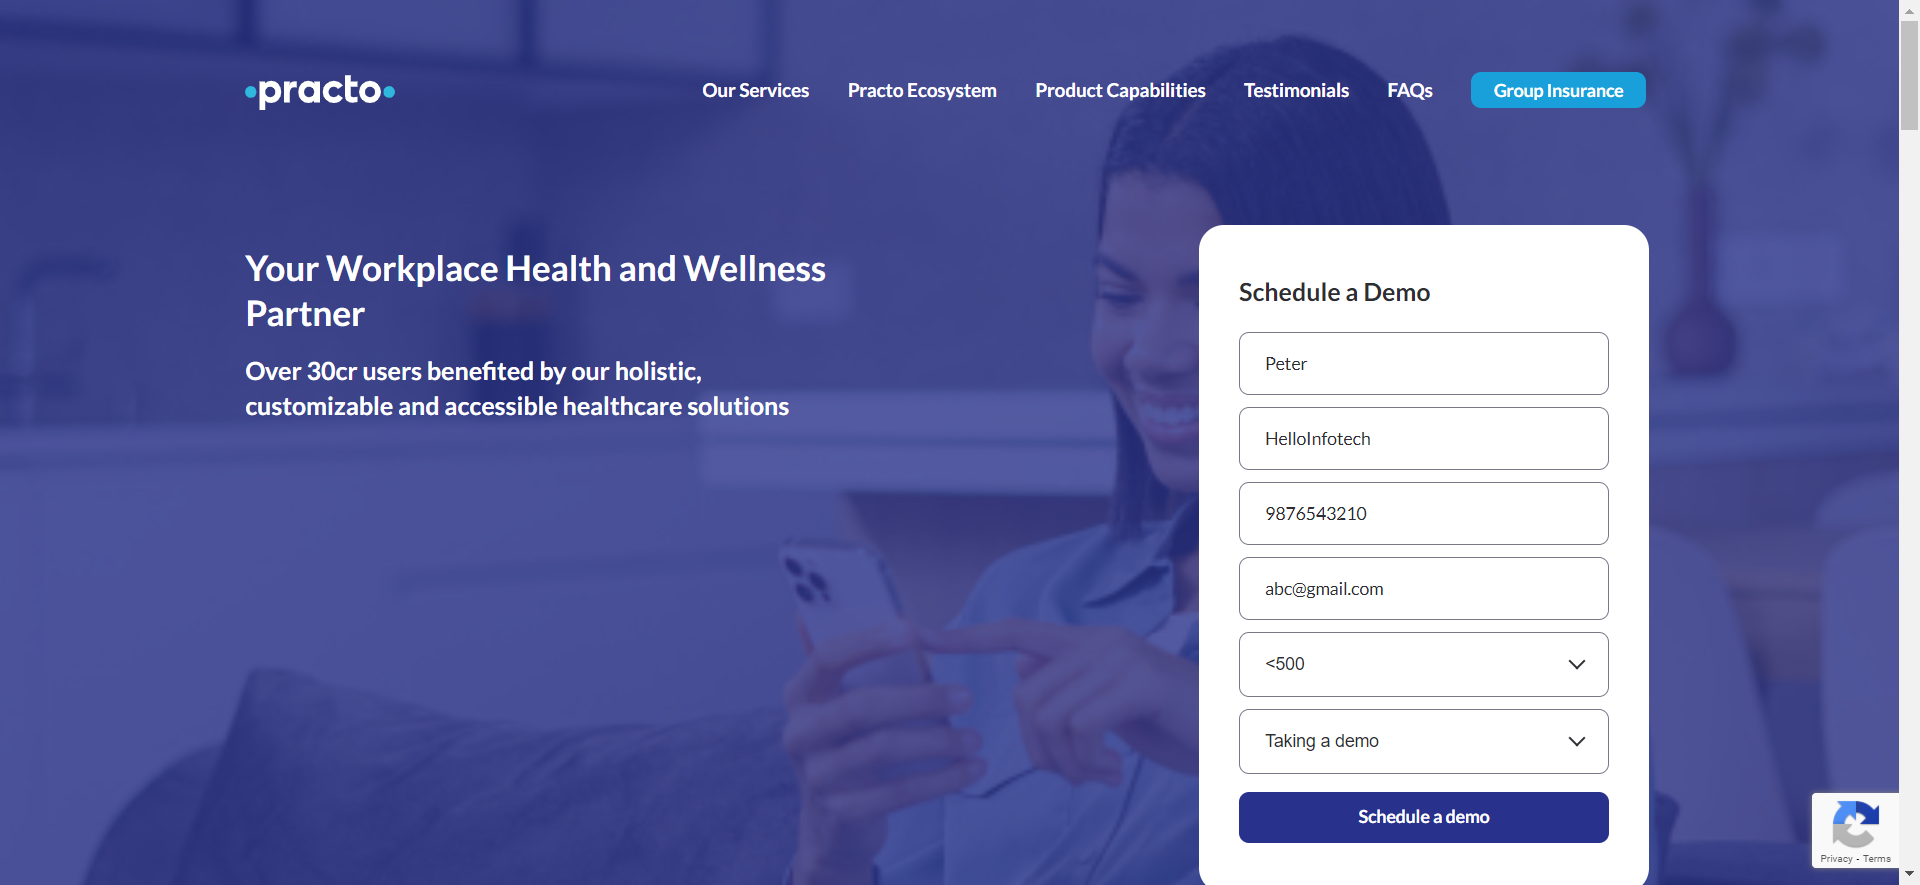 practo
Our Services
Practo Ecosystem
Product Capabilities
Testimonials
FAQs
Group Insurance
Your Workplace Health and Wellness
Partner
Over 30cr users benefited by our holistic,
customizable and accessible healthcare solutions
Schedule a Demo
Peter
HelloInfotech
9876543210
abc@gmail.com
<500
Taking a demo
Schedule a demo
Privacy - Terms